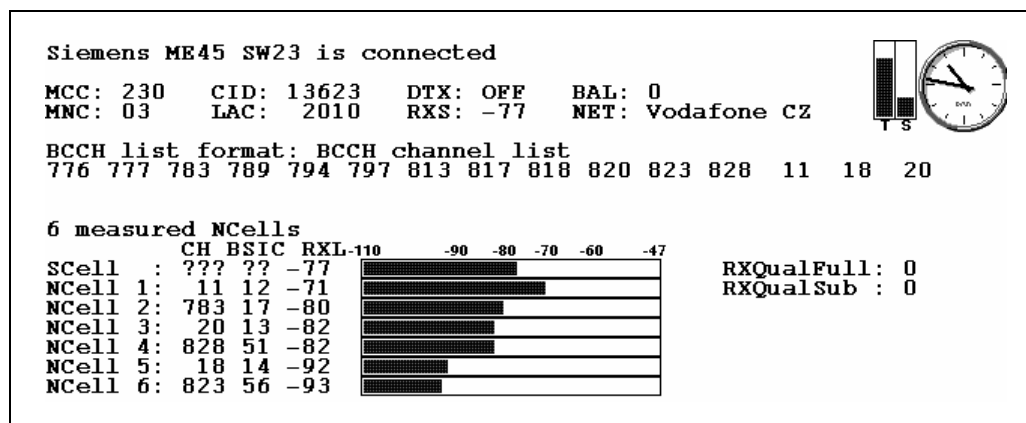 Siemens ME45 SW23 is connected
MCC: 230 CID: 13623 DTX: OFF BAL: 0
MNC: 03 LAC: 2010 RXS: -77 NET: Vodafone CZ
T S
BCCH list format: BCCH channel list
776 777 783 789 794 797 813 817 818 820 823 828 11 18 20
6 measured NCells
CH BSIC RXL -110 -90 -80 -70 -60 -47
SCell : ??? ?? -77 RXQualFull: 0
NCell 1: 11 12 -71 RXQualSub : 0
NCell 2: 783 17 -80
NCell 3: 20 13 -82
NCell 4: 828 51 -82
NCell 5: 18 14 -92
NCell 6: 823 56 -93